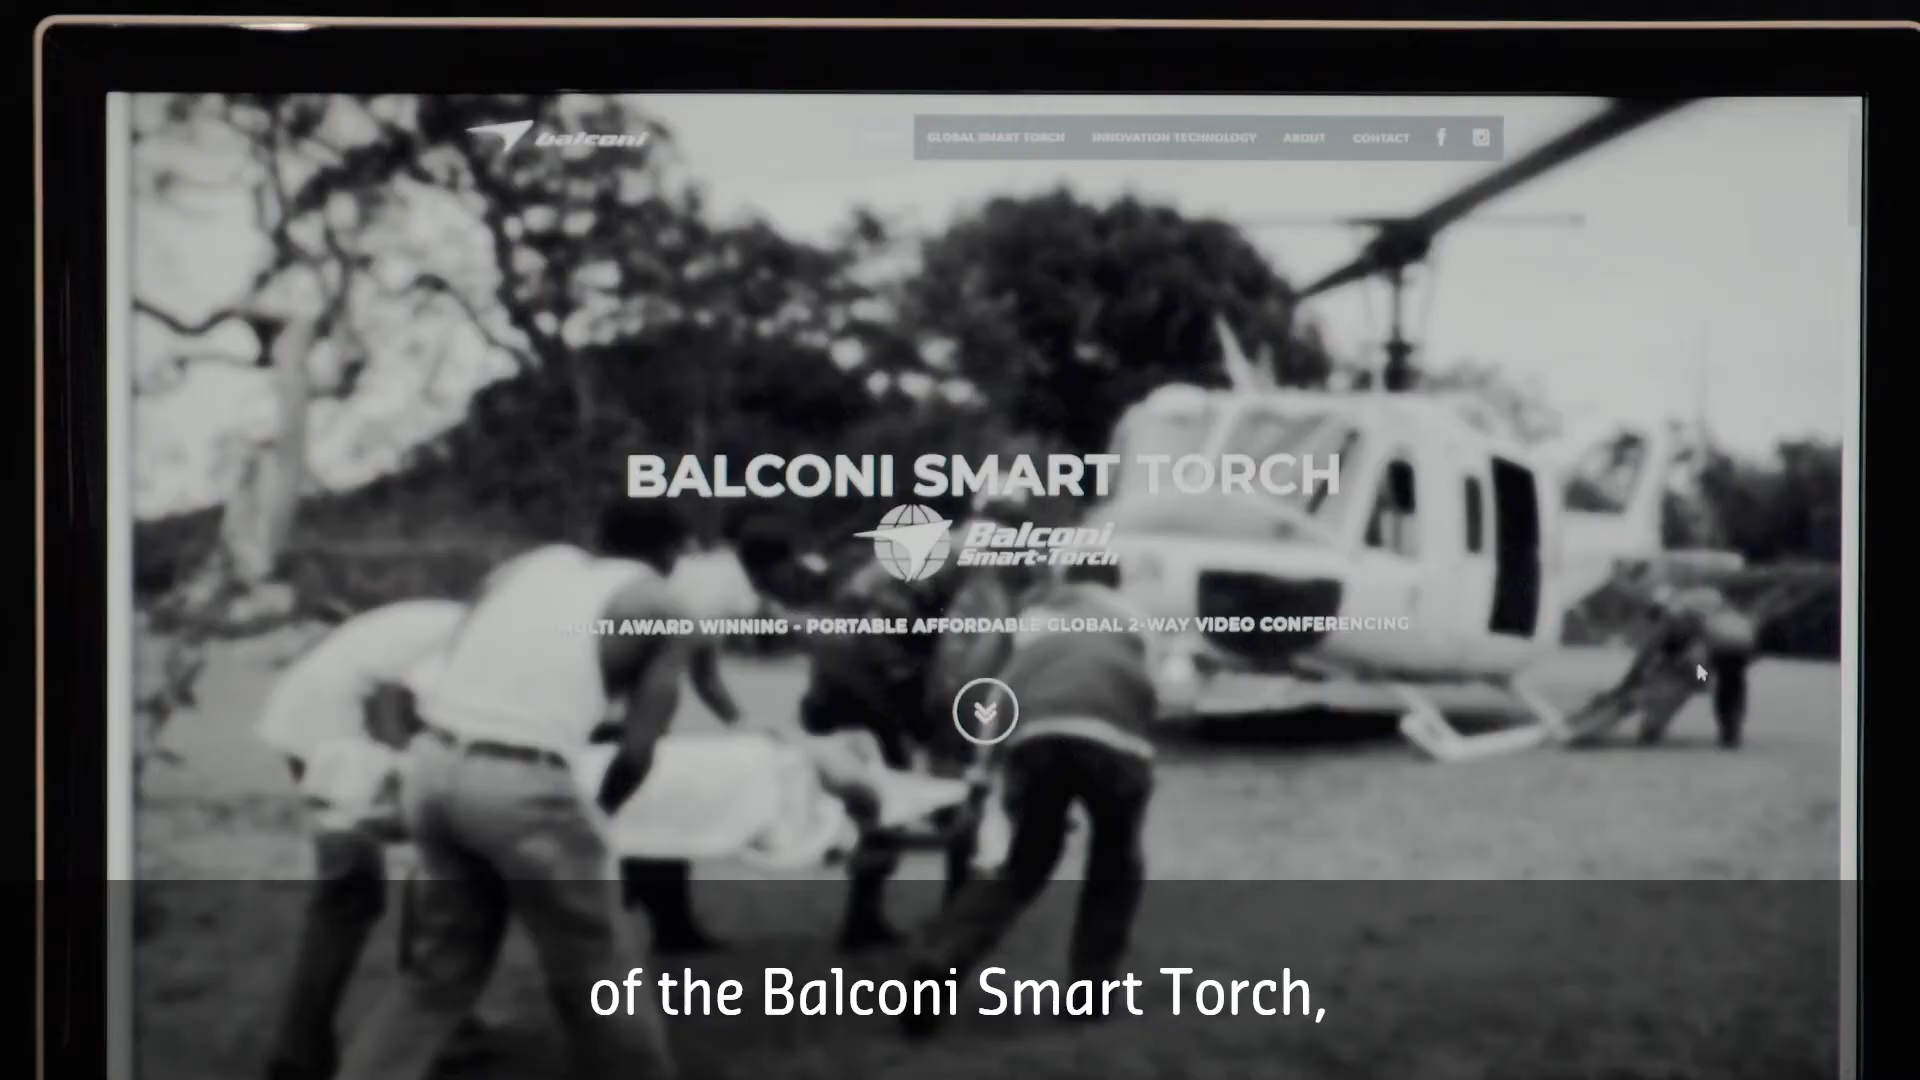 balconi
GLOBAL SMART TORCH INNOVATION TECHNOLOGY ABOUT CONTACT f
BALCONI SMART TORCH
Balconi
Smart-Torch
MULTI AWARD WINNING - PORTABLE AFFORDABLE GLOBAL 2-WAY VIDEO CONFERENCING
of the Balconi Smart Torch,